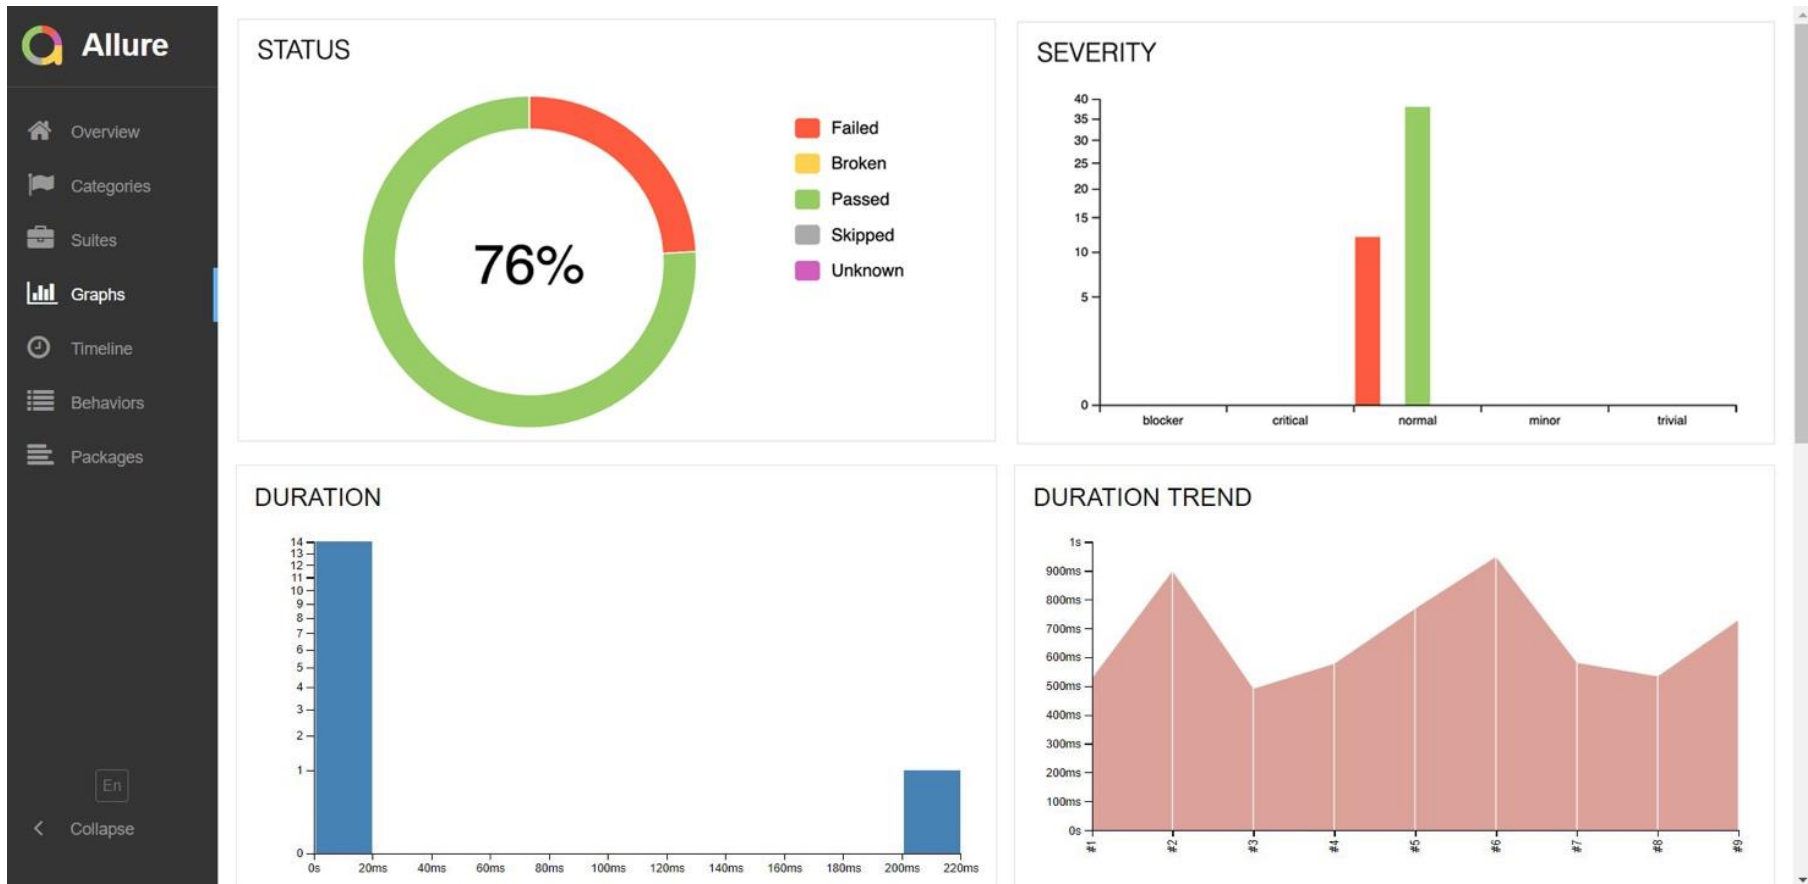 Allure
Overview
Categories
Suites
Graphs
Timeline
Behaviors
Packages
En
Collapse
STATUS
76%
Failed
Broken
Passed
Skipped
Unknown
SEVERITY
40
35
30
25
20
15
10
5
0
blocker critical normal minor trivial
DURATION
14
13
12
11
10
9
8
7
6
5
4
3
2
1
0
0s 20ms 40ms 60ms 80ms 100ms 120ms 140ms 160ms 180ms 200ms 220ms
DURATION TREND
1s
900ms
800ms
700ms
600ms
500ms
400ms
300ms
200ms
100ms
0s
#1 #2 #3 #4 #5 #6 #7 #8 #9